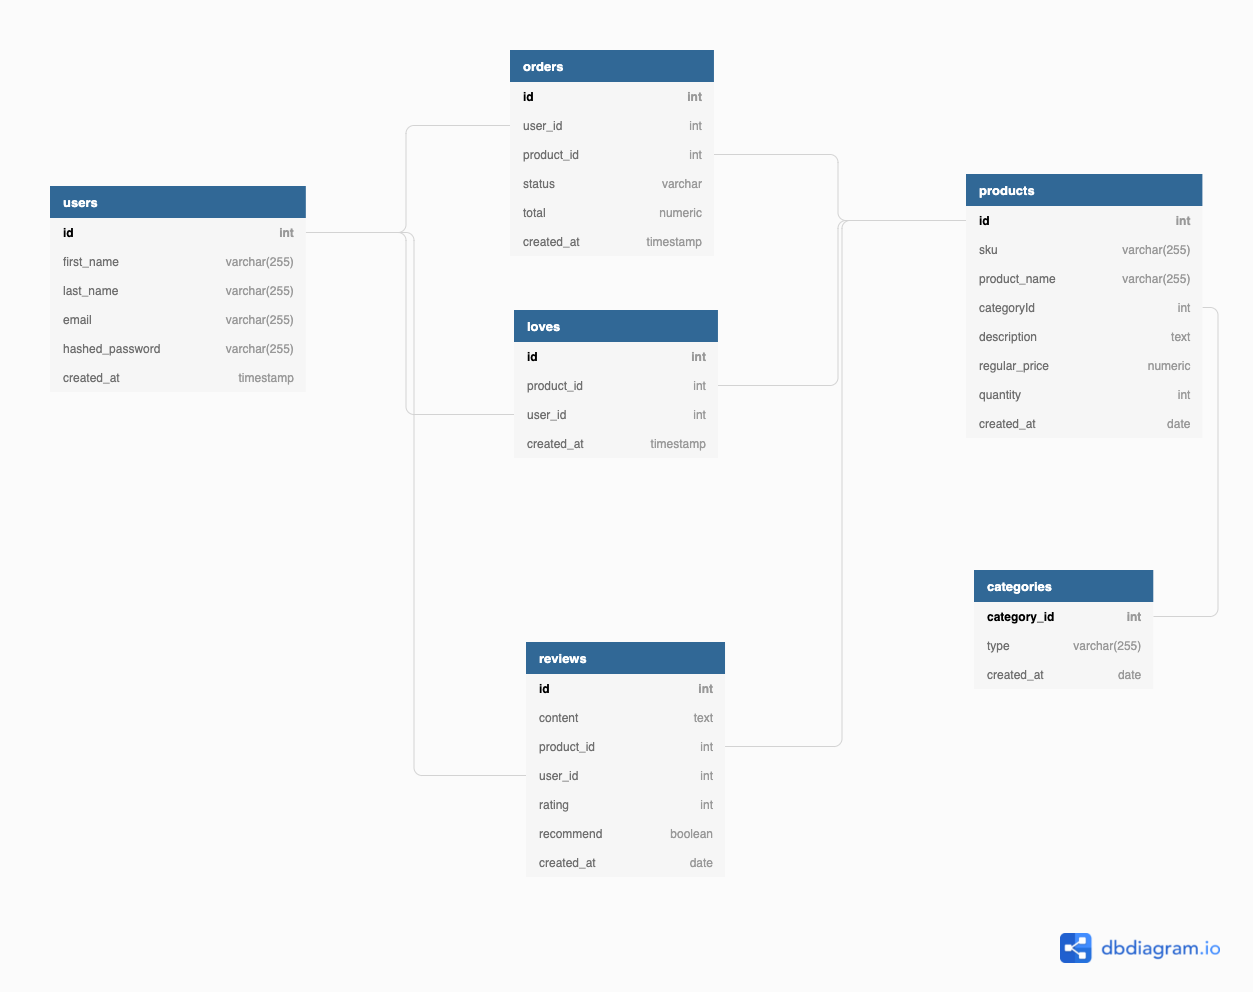 orders
id int
user_id int
product_id int
status varchar
total numeric
created_at timestamp
users
id int
first_name varchar(255)
last_name varchar(255)
email varchar(255)
hashed_password varchar(255)
created_at timestamp
products
id int
sku varchar(255)
product_name varchar(255)
categoryId int
description text
regular_price numeric
quantity int
created_at date
loves
id int
product_id int
user_id int
created_at timestamp
categories
category_id int
type varchar(255)
created_at date
reviews
id int
content text
product_id int
user_id int
rating int
recommend boolean
created_at date
dbdiagram.io